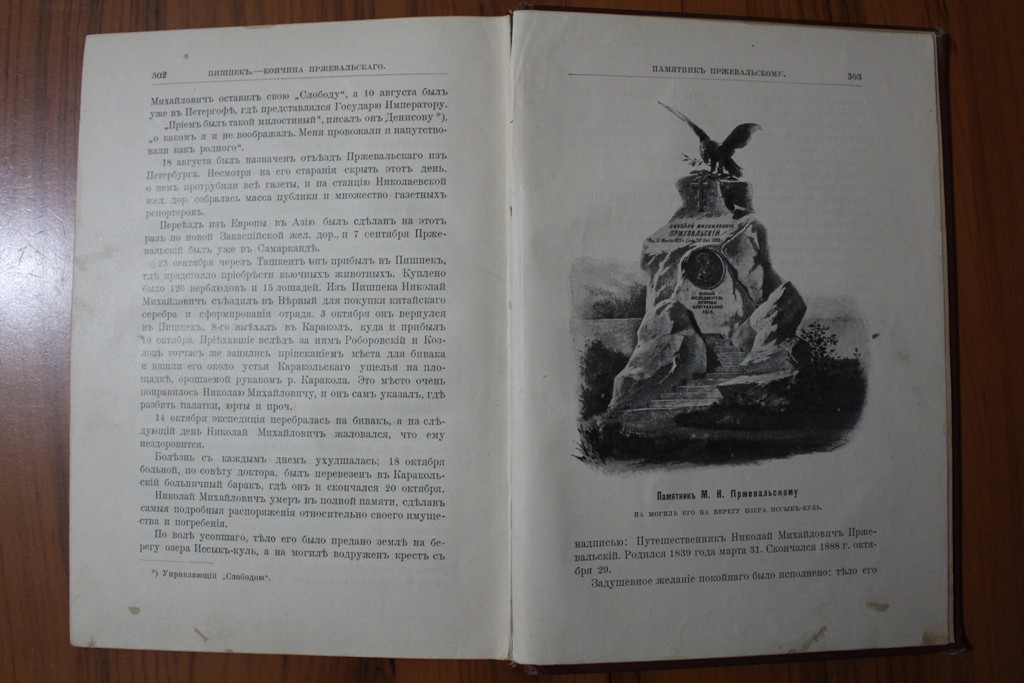 302
ПИШПЕКЪ.—КОНЧИНА ПРЖЕВАЛЬСКАГО.
Михайловичъ оставилъ свою „Слободу“, а 10 августа былъ
уже въ Петергофѣ, гдѣ представлялся Государю Императору.
„Пріемъ былъ такой милостивый“, писалъ онъ Денисову *),
„о какомъ я и не воображалъ. Меня провожали и напутство-
вали какъ родного“.
18 августа былъ назначенъ отъѣздъ Пржевальскаго изъ
Петербурга. Несмотря на его старанія скрыть этотъ день,
о немъ протрубили всѣ газеты, и на станцію Николаевской
жел. дор. собралась масса публики и множество газетныхъ
репортеровъ.
Переѣздъ изъ Европы въ Азію былъ сдѣланъ на этотъ
разъ по новой Закаспійской жел. дор., и 7 сентября Прже-
вальскій былъ уже въ Самаркандѣ.
23 сентября черезъ Ташкентъ онъ прибылъ въ Пишпекъ,
гдѣ предстояло пріобрѣсти вьючныхъ животныхъ. Куплено
было 120 верблюдовъ и 15 лошадей. Изъ Пишпека Николай
Михайловичъ съѣздилъ въ Вѣрный для покупки китайскаго
серебра и сформированія отряда. 3 октября онъ вернулся
въ Пишпекъ, 8-го выѣхалъ въ Караколъ, куда и прибылъ
10 октября. Пріѣхавшіе вслѣдъ за нимъ Роборовскій и Коз-
ловъ тотчасъ же занялись пріисканіемъ мѣста для бивака
и нашли его около устья Каракольскаго ущелья на пло-
щадкѣ, орошаемой рукавомъ р. Каракола. Это мѣсто очень
понравилось Николаю Михайловичу, и онъ самъ указалъ, гдѣ
разбить палатки, юрты и проч.
14 октября экспедиція перебралась на бивакъ, а на слѣ-
дующій день Николай Михайловичъ жаловался, что ему
нездоровится.
Болѣзнь съ каждымъ днемъ ухудшалась; 18 октября
больной, по совѣту доктора, былъ перевезенъ въ Караколь-
скій больничный баракъ, гдѣ онъ и скончался 20 октября.
Николай Михайловичъ умеръ въ полной памяти, сдѣлавъ
самыя подробныя распоряженія относительно своего имуще-
ства и погребенія.
По волѣ усопшаго, тѣло его было предано землѣ на бе-
регу озера Иссыкъ-куль, а на могилѣ водруженъ крестъ съ
*) Управляющій „Слободою“.
ПАМЯТНИК ПРЖЕВАЛЬСКОМУ.
303
НИКОЛАЙ МИХАЙЛОВИЧЪ
ПРЖЕВАЛЬСКІЙ.
ПЕРВЫЙ
ИЗСЛѢДОВАТЕЛЬ
ПРИРОДЫ
ЦЕНТРАЛЬНОЙ
АЗІИ.
Памятникъ М. Н. Пржевальскому
НА МОГИЛѢ ЕГО НА БЕРЕГУ ОЗЕРА ИССЫКЪ-КУЛЬ.
надписью: Путешественникъ Николай Михайловичъ Прже-
вальскій. Родился 1839 года марта 31. Скончался 1888 г. октя-
бря 29.
Задушевное желаніе покойнаго было исполнено: тѣло его